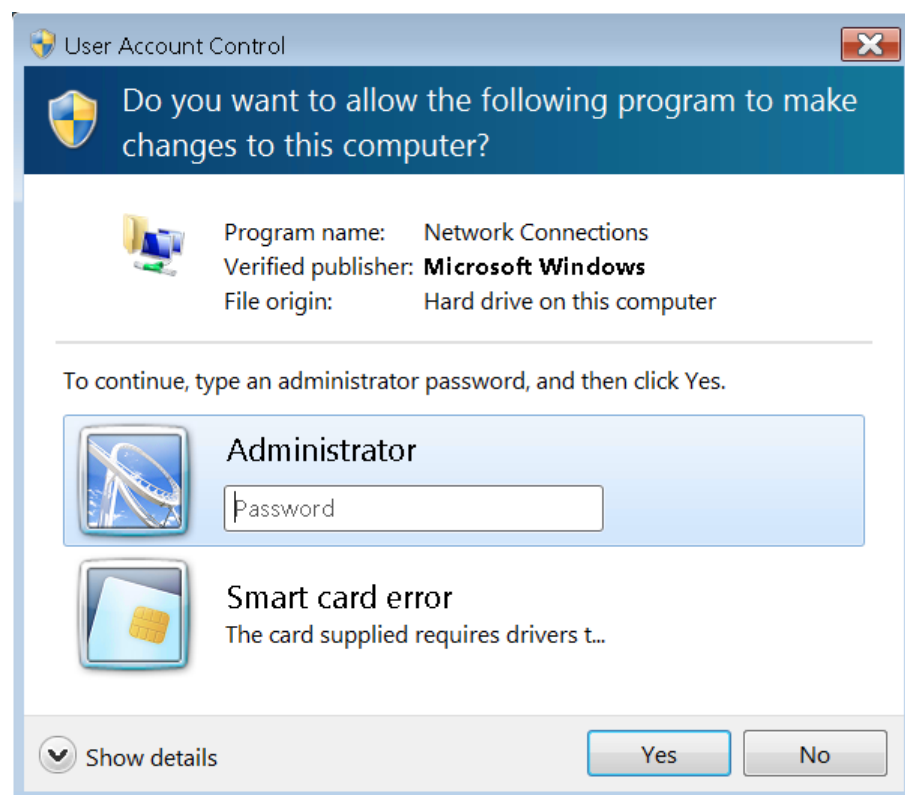 User Account Control
Do you want to allow the following program to make
changes to this computer?
Program name: Network Connections
Verified publisher: Microsoft Windows
File origin: Hard drive on this computer
To continue, type an administrator password, and then click Yes.
Administrator
Password
Smart card error
The card supplied requires drivers t...
Show details
Yes
No